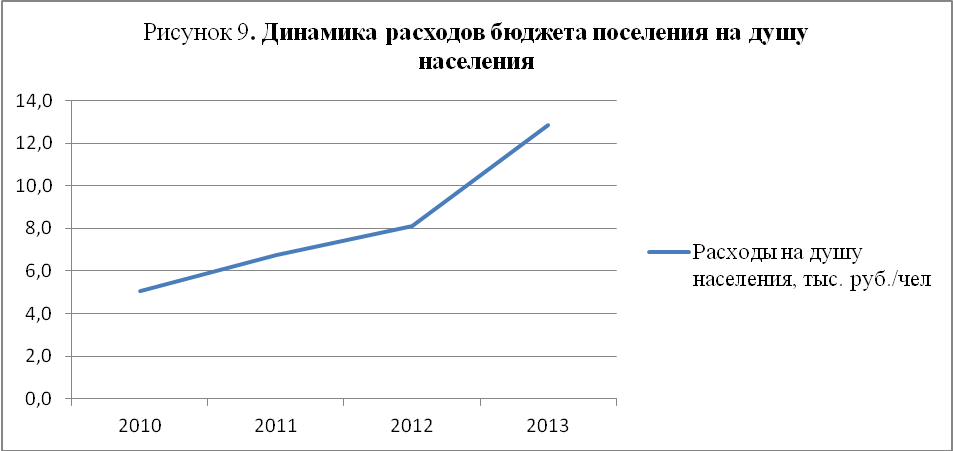 Рисунок 9. Динамика расходов бюджета поселения на душу
населения
14,0
12,0
10,0
8,0
6,0
4,0
2,0
0,0
2010 2011 2012 2013
Расходы на душу
населения, тыс. руб./чел